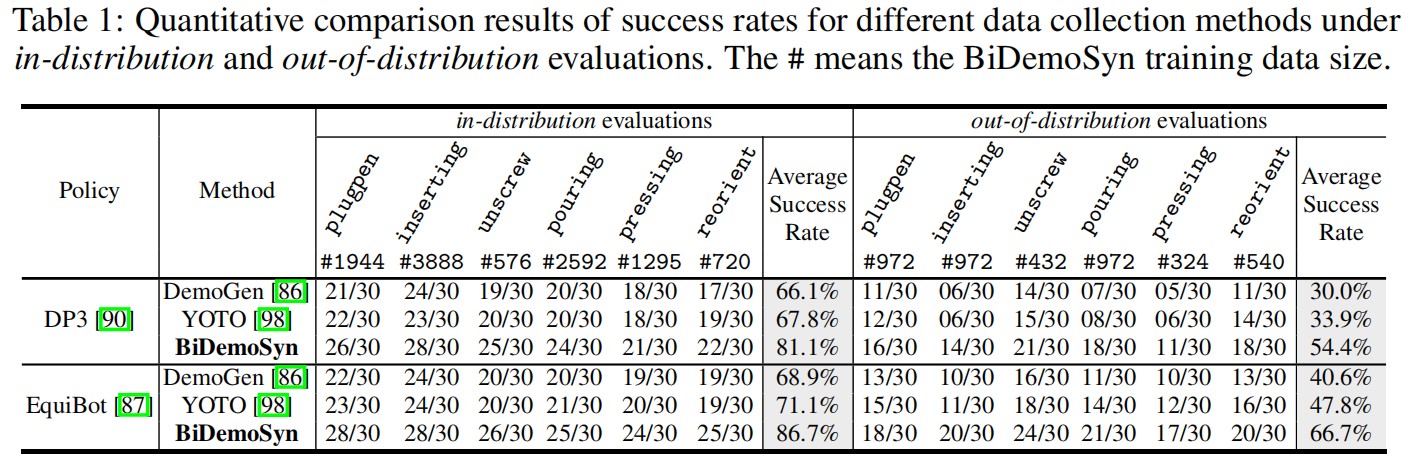 Table 1: Quantitative comparison results of success rates for different data collection methods under
in-distribution and out-of-distribution evaluations. The # means the BiDemoSyn training data size.
Policy Method in-distribution evaluations out-of-distribution evaluations
plugpen inserting unscrew pouring pressing reorient Average Success Rate plugpen inserting unscrew pouring pressing reorient Average Success Rate
#1944 #3888 #576 #2592 #1295 #720 #972 #972 #432 #972 #324 #540
DP3 [90] DemoGen [86] 21/30 24/30 19/30 20/30 18/30 17/30 66.1% 11/30 06/30 14/30 07/30 05/30 11/30 30.0%
YOTO [98] 22/30 23/30 20/30 20/30 18/30 19/30 67.8% 12/30 06/30 15/30 08/30 06/30 14/30 33.9%
BiDemoSyn 26/30 28/30 25/30 24/30 21/30 22/30 81.1% 16/30 14/30 21/30 18/30 11/30 18/30 54.4%
EquiBot [87] DemoGen [86] 22/30 24/30 20/30 20/30 19/30 19/30 68.9% 13/30 10/30 16/30 11/30 10/30 13/30 40.6%
YOTO [98] 23/30 24/30 20/30 21/30 20/30 19/30 71.1% 15/30 11/30 18/30 14/30 12/30 16/30 47.8%
BiDemoSyn 28/30 28/30 26/30 25/30 24/30 25/30 86.7% 18/30 20/30 24/30 21/30 17/30 20/30 66.7%